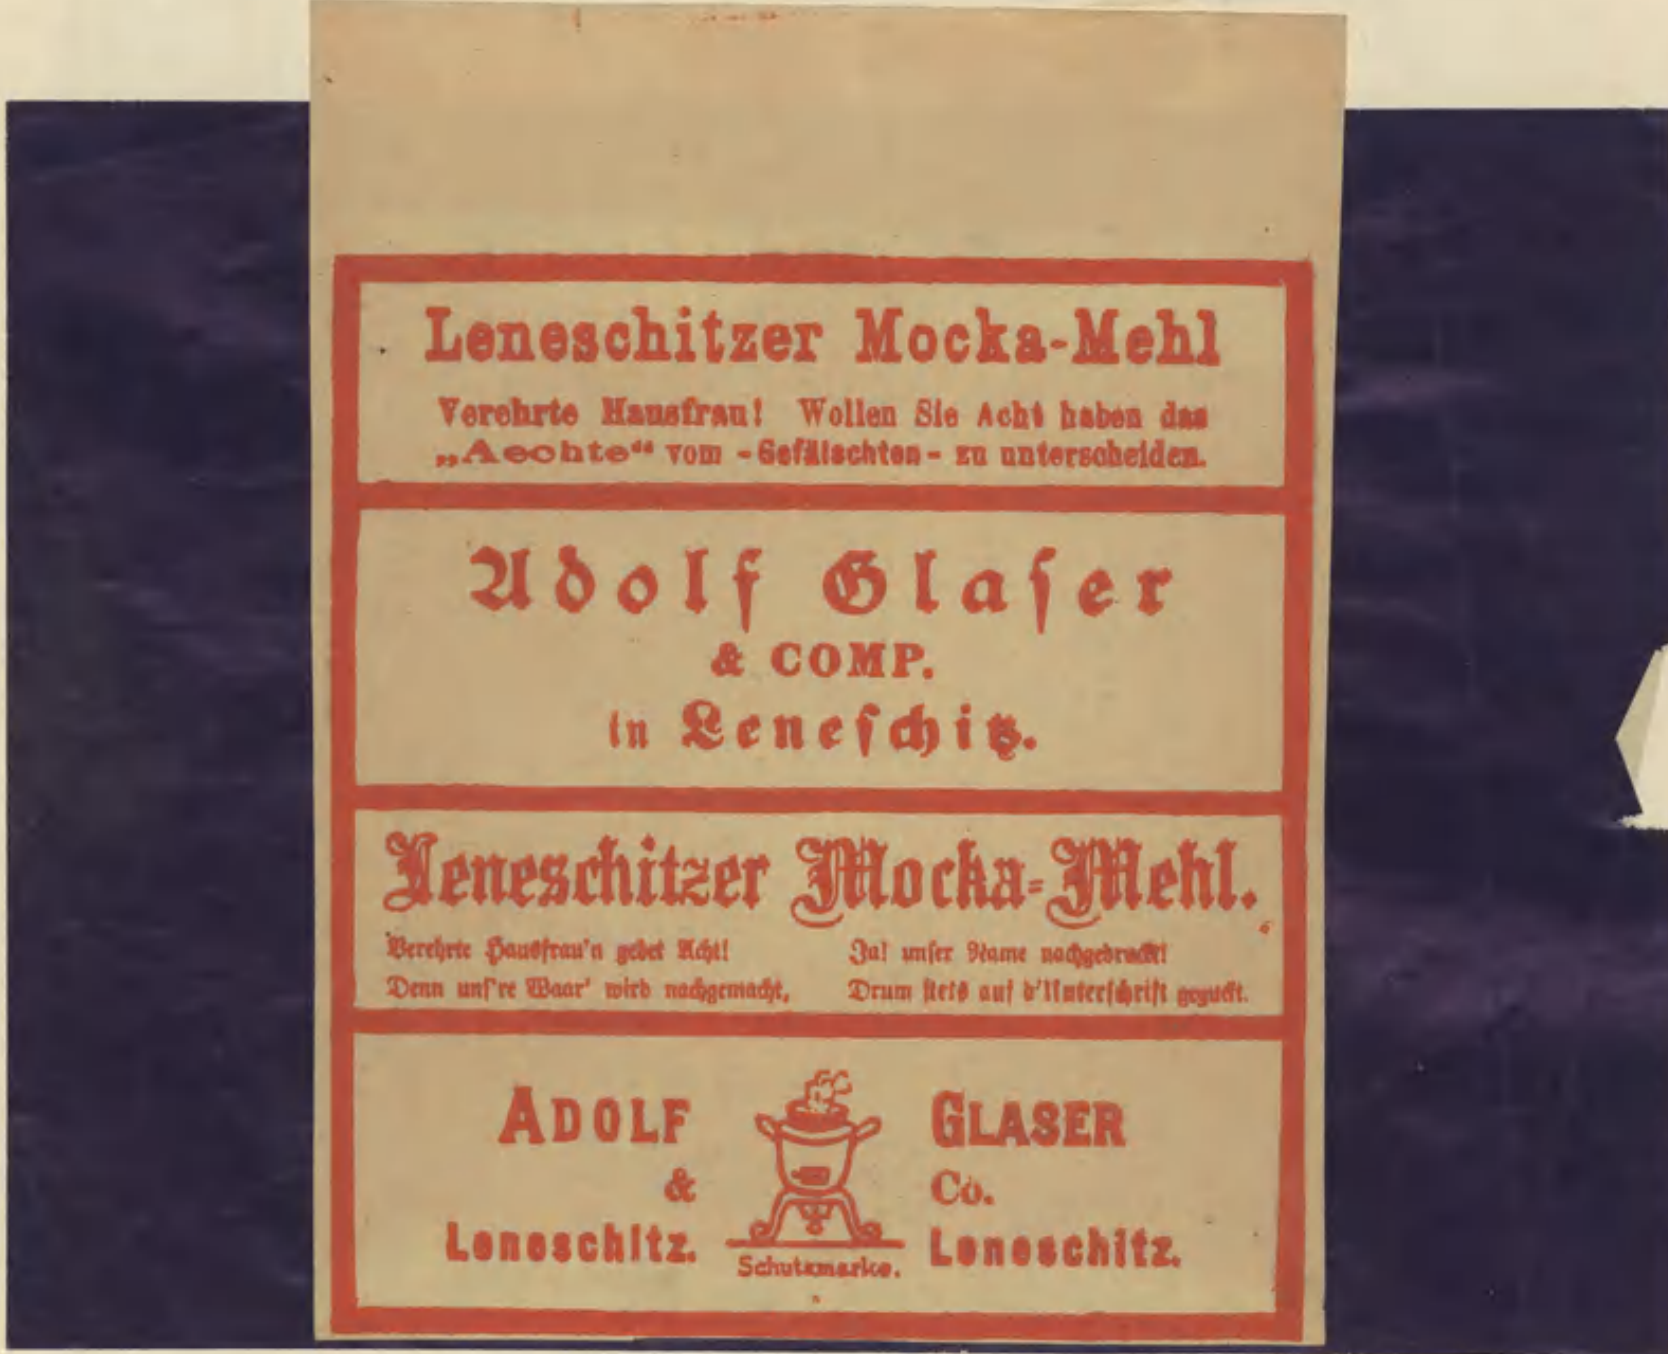 Leneschitzer Mocka-Mehl
Verehrte Hausfrau! Wollen Sie Acht haben das
„Aechte“ vom - Gefälschten - zu unterscheiden.
Adolf Glaſer
& COMP.
in Leneſchitz.
Leneschitzer Mocka-Mehl.
Verehrte Hausfrau'n gebet Acht!
Denn unſ're Waar' wird nachgemacht,
Ja! unſer Name nachgedruckt!
Drum ſtets auf d'Unterſchrift geguckt.
ADOLF GLASER
& Co.
Leneschitz. Leneschitz.
Schutzmarke.